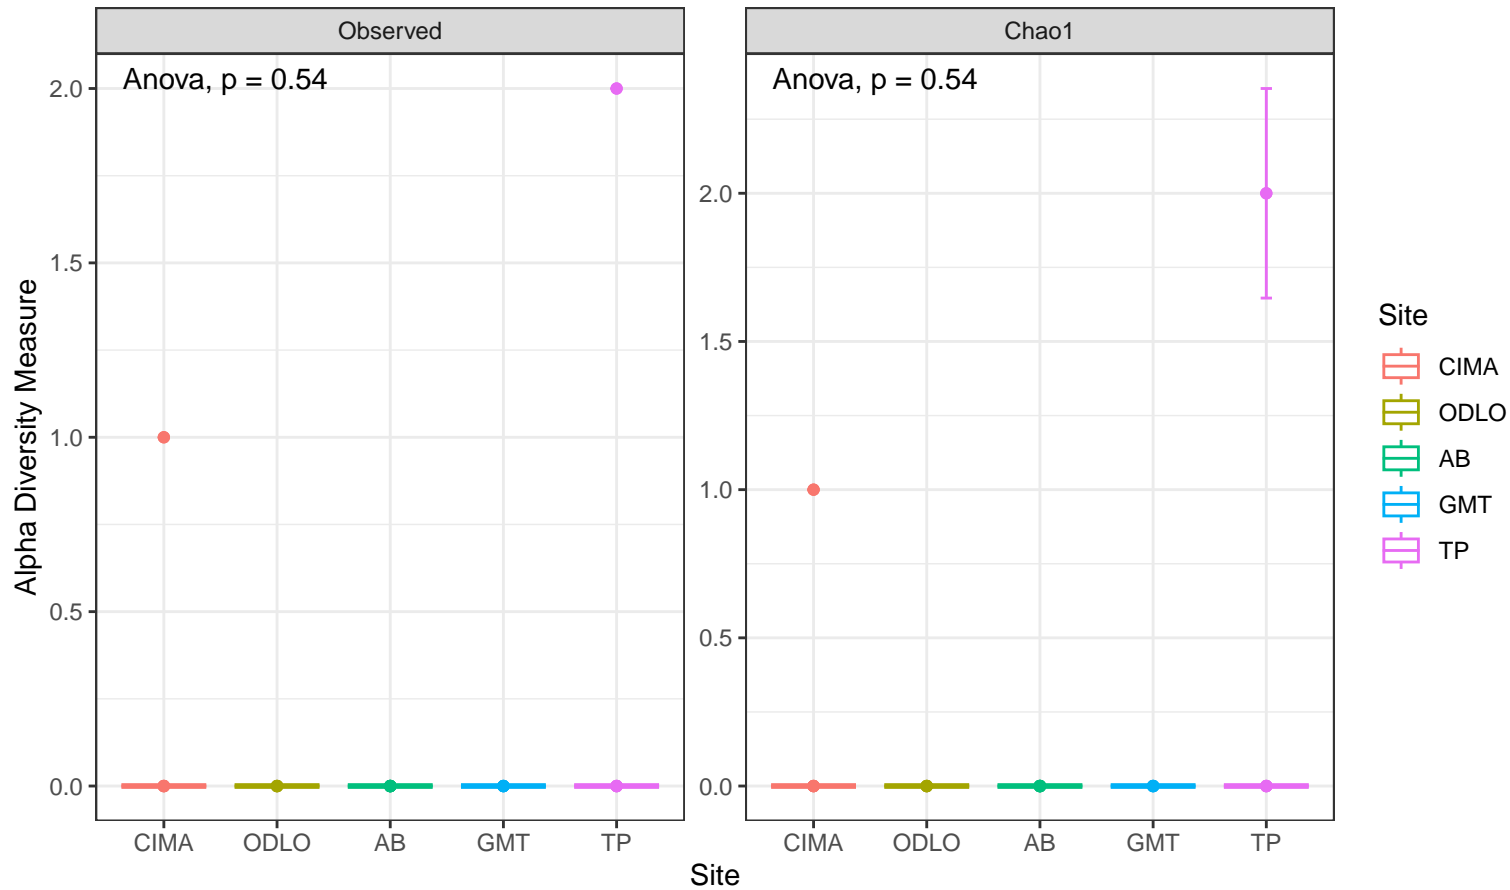 Observed
Chao1
Anova, p = 0.54
Anova, p = 0.54
Alpha Diversity Measure
2.0
1.5
1.0
0.5
0.0
2.0
1.5
1.0
0.5
0.0
CIMA ODLO AB GMT TP
CIMA ODLO AB GMT TP
Site
Site
CIMA
ODLO
AB
GMT
TP